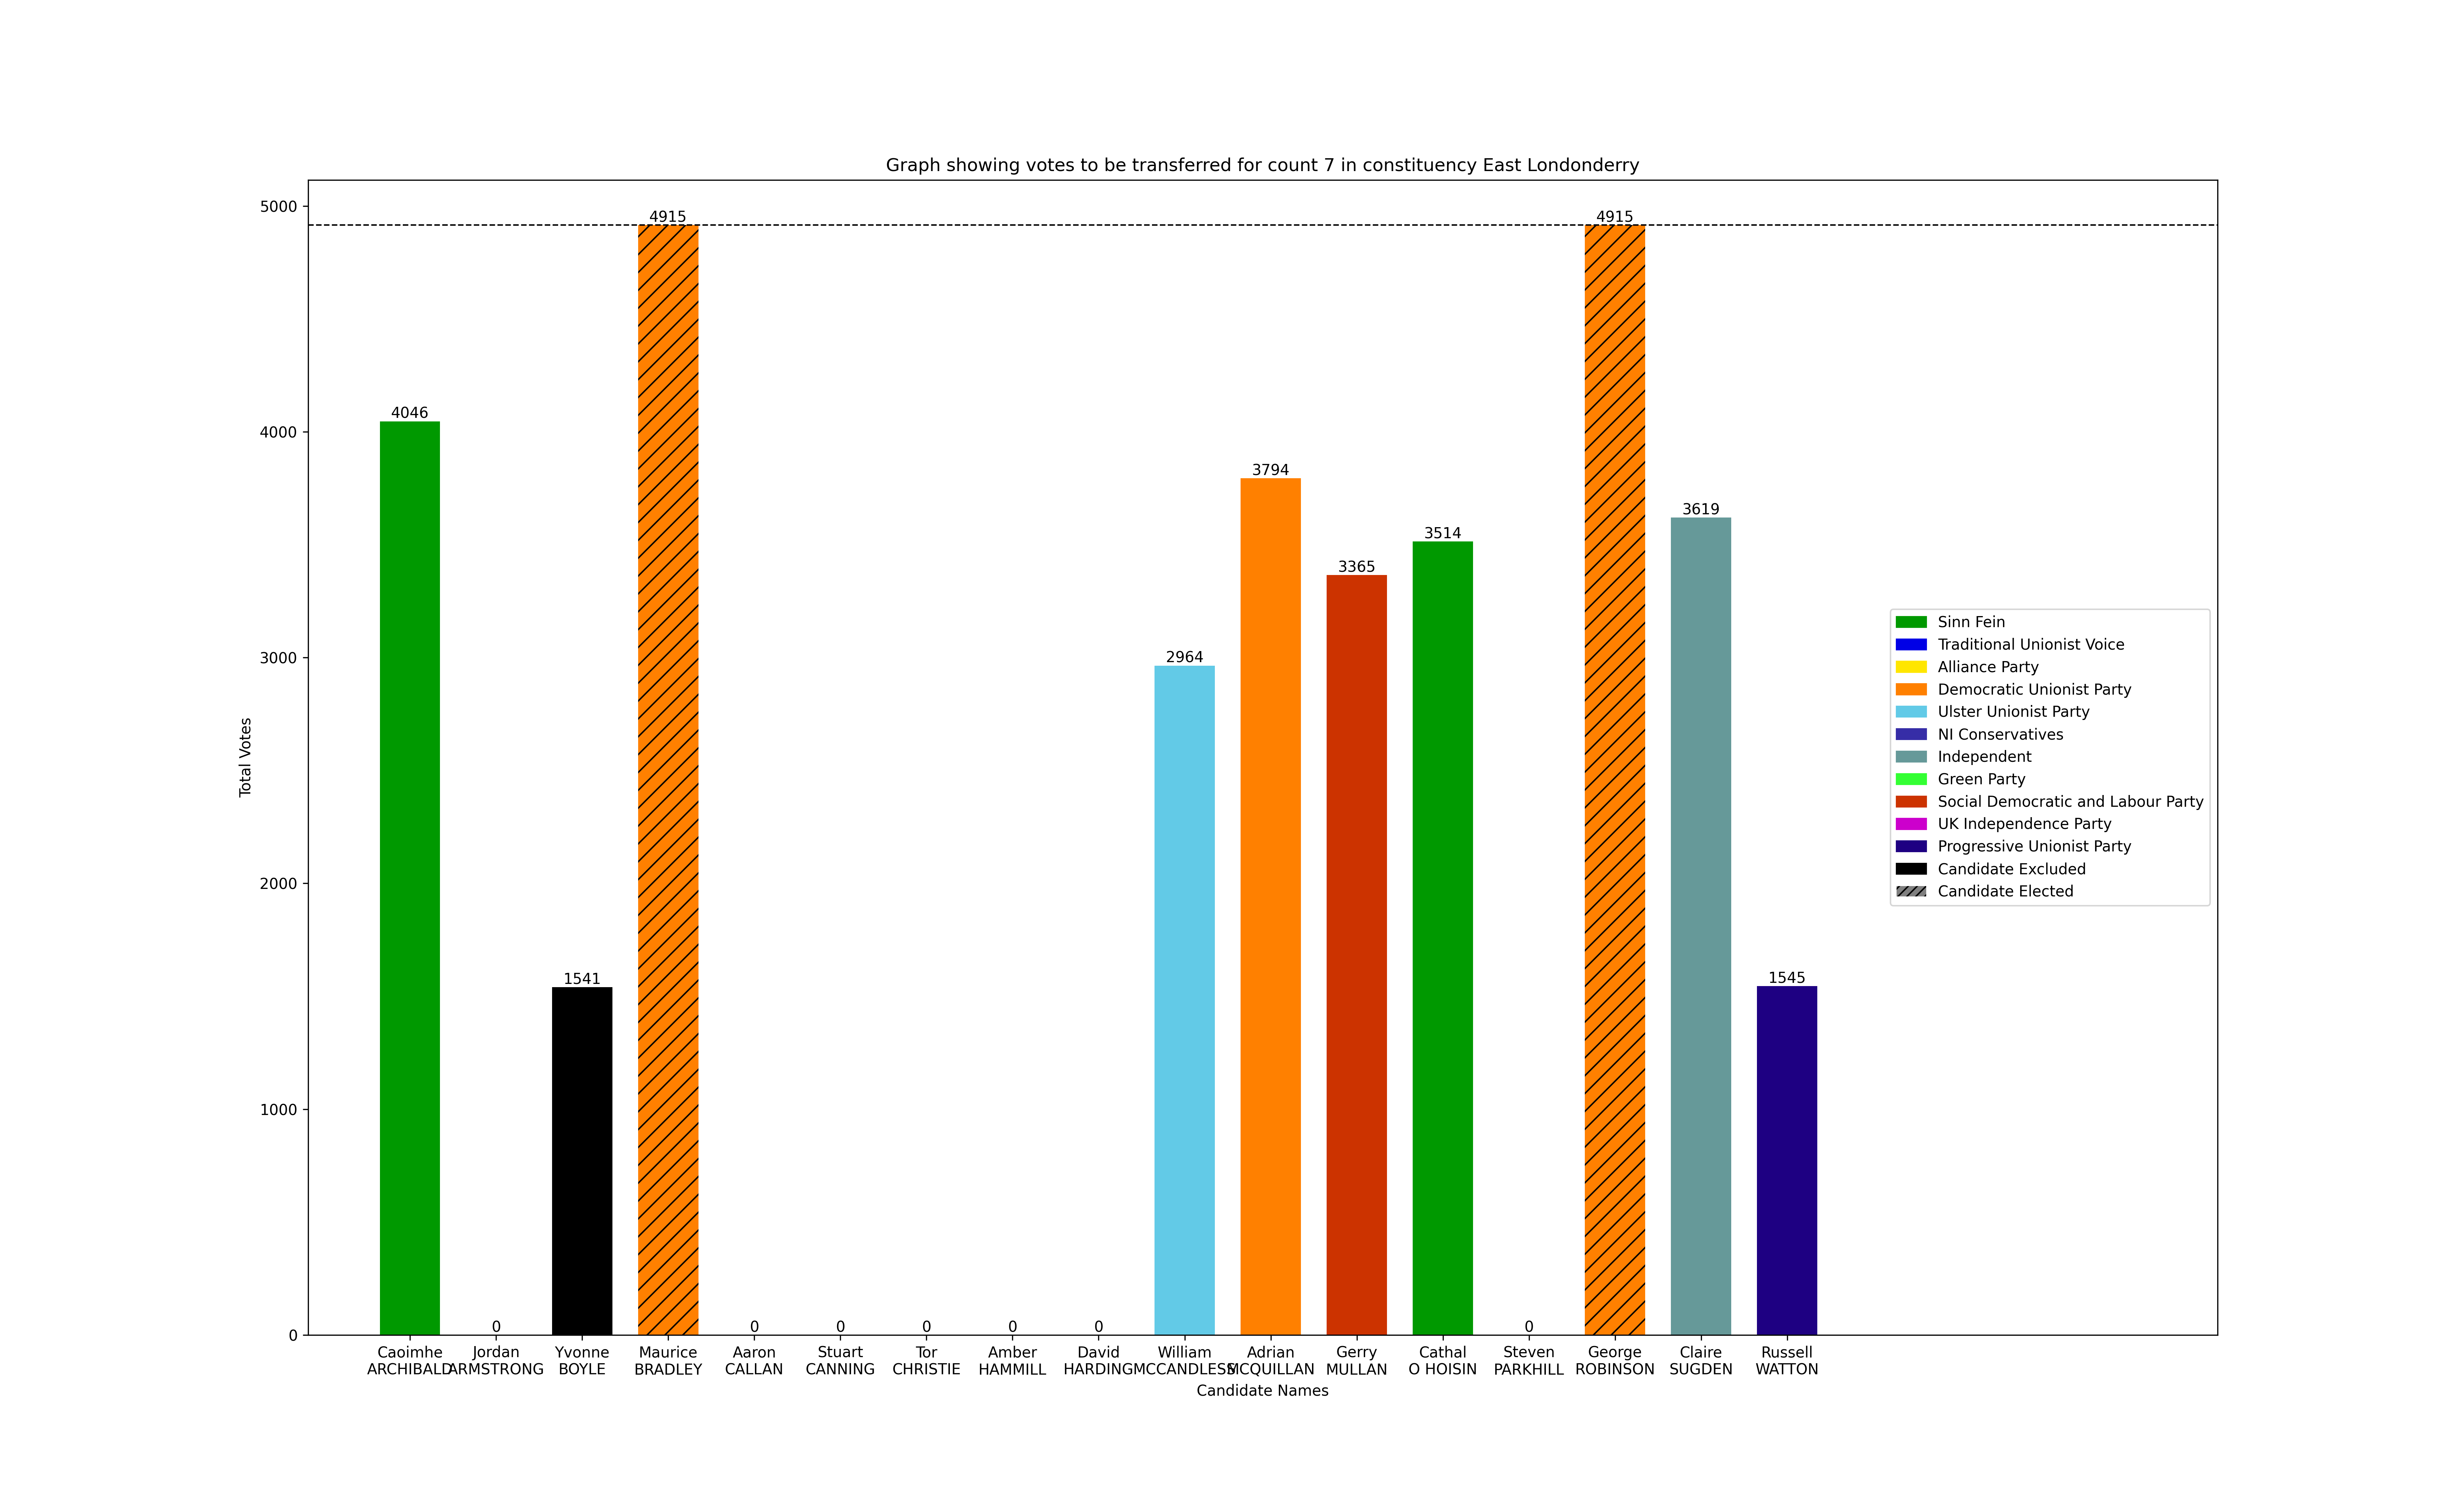 Graph showing votes to be transferred for count 7 in constituency East Londonderry
5000
4000
3000
2000
1000
0
Total Votes
4046
0
1541
4915
0
0
0
0
0
2964
3794
3365
3514
0
4915
3619
1545
Caoimhe
ARCHIBALD
Jordan
ARMSTRONG
Yvonne
BOYLE
Maurice
BRADLEY
Aaron
CALLAN
Stuart
CANNING
Tor
CHRISTIE
Amber
HAMMILL
David
HARDING
William
MCCANDLESS
Adrian
MCQUILLAN
Gerry
MULLAN
Cathal
O HOISIN
Steven
PARKHILL
George
ROBINSON
Claire
SUGDEN
Russell
WATTON
Candidate Names
Sinn Fein
Traditional Unionist Voice
Alliance Party
Democratic Unionist Party
Ulster Unionist Party
NI Conservatives
Independent
Green Party
Social Democratic and Labour Party
UK Independence Party
Progressive Unionist Party
Candidate Excluded
Candidate Elected